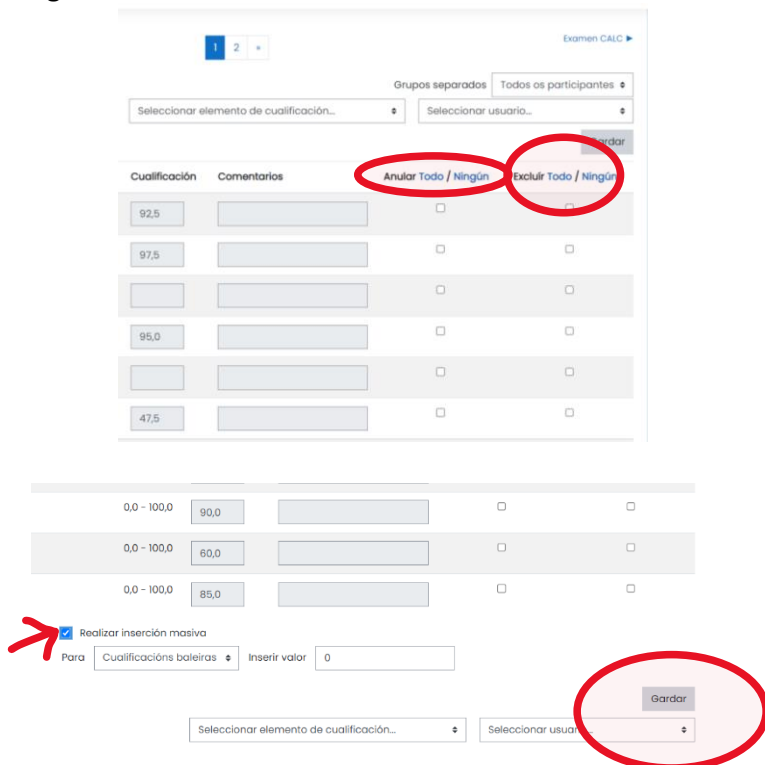 1 2 »
Examen CALC ►
Grupos separados Todos os participantes
Seleccionar elemento de cualificación... Seleccionar usuario...
Gardar
Cualificación Comentarios Anular Todo / Ningún Excluír Todo / Ningún
92,5
97,5
95,0
47,5
0,0 - 100,0 90,0
0,0 - 100,0 60,0
0,0 - 100,0 85,0
Realizar inserción masiva
Para Cualificacións baleiras Inserir valor 0
Gardar
Seleccionar elemento de cualificación... Seleccionar usuario...